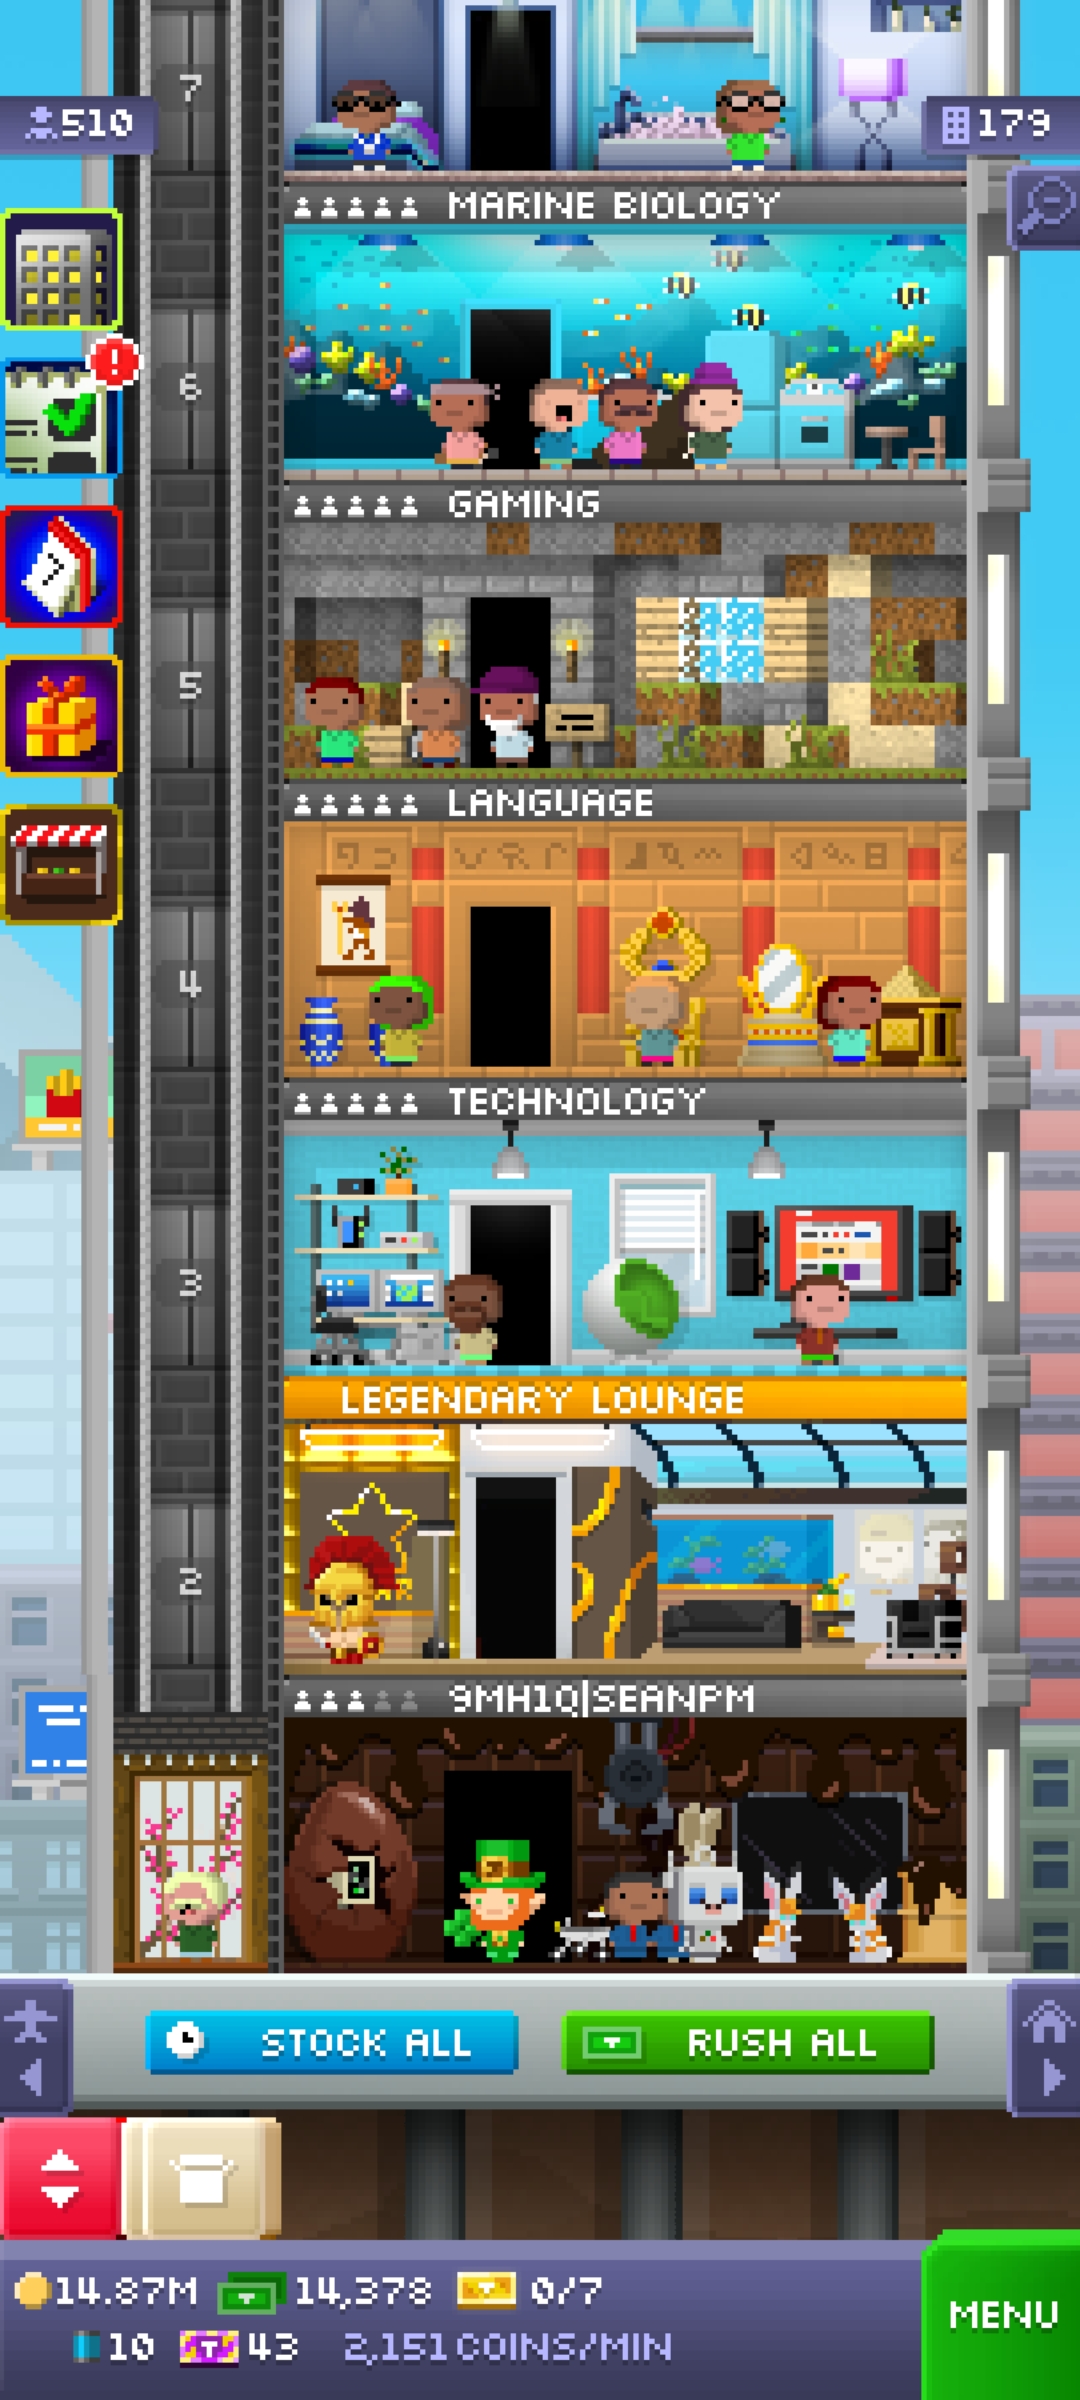 7
510
179
MARINE BIOLOGY
6
GAMING
5
LANGUAGE
4
TECHNOLOGY
3
LEGENDARY LOUNGE
2
9MH1Q|SEANPM
STOCK ALL
RUSH ALL
14.87M 14,378 0/7
10 43 2,151 COINS/MIN
MENU